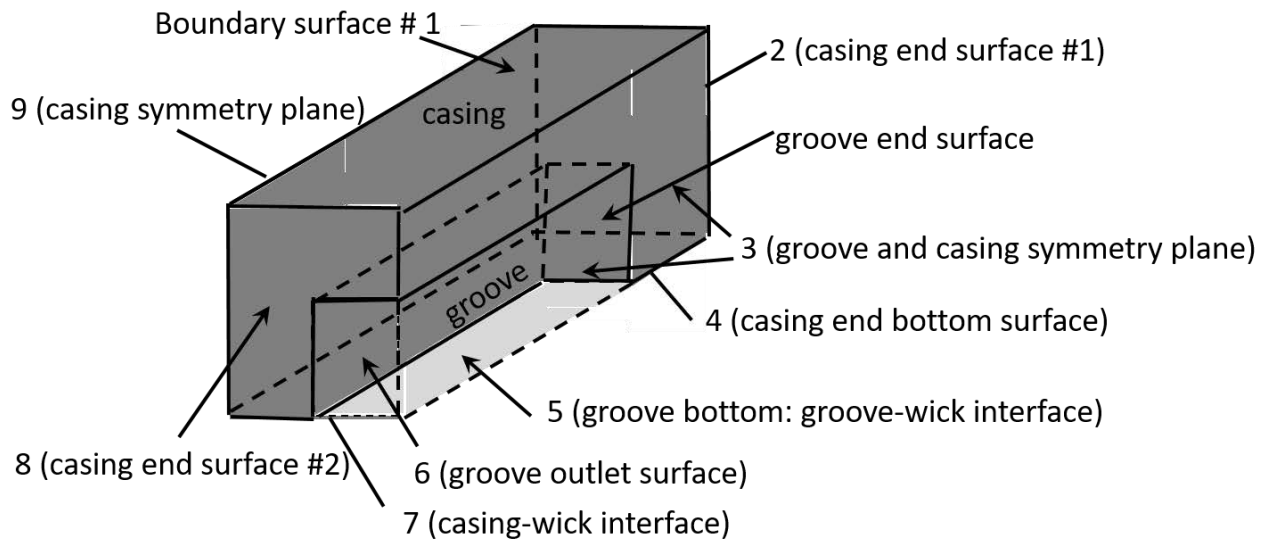 Boundary surface # 1
2 (casing end surface #1)
9 (casing symmetry plane)
casing
groove end surface
3 (groove and casing symmetry plane)
groove
4 (casing end bottom surface)
5 (groove bottom: groove-wick interface)
8 (casing end surface #2)
6 (groove outlet surface)
7 (casing-wick interface)